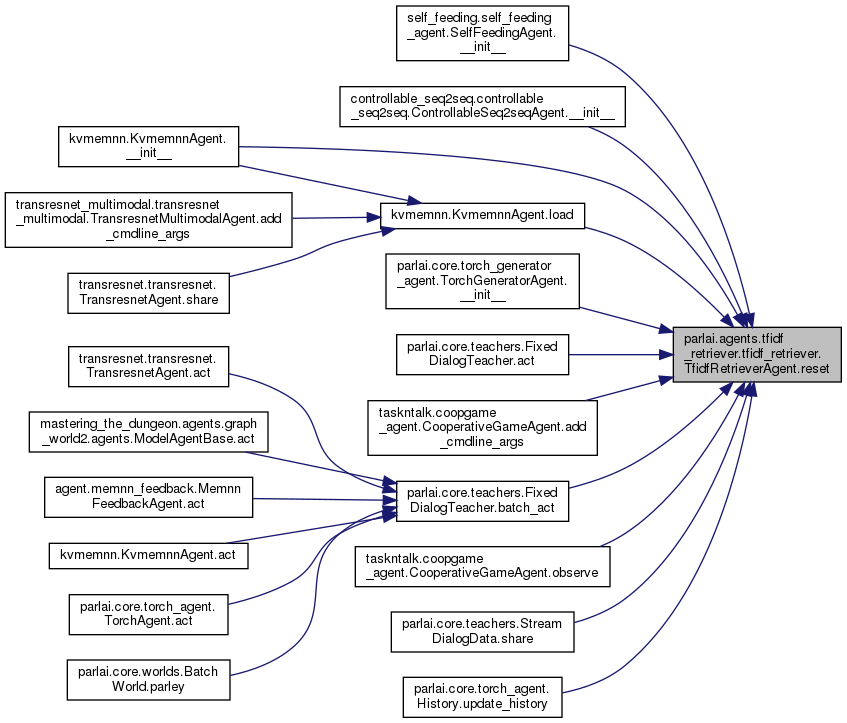 self_feeding.self_feeding
_agent.SelfFeedingAgent.
__init__
controllable_seq2seq.controllable
_seq2seq.ControllableSeq2seqAgent.__init__
kvmemnn.KvmemnnAgent.
__init__
transresnet_multimodal.transresnet
_multimodal.TransresnetMultimodalAgent.add
_cmdline_args
kvmemnn.KvmemnnAgent.load
transresnet.transresnet.
TransresnetAgent.share
parlai.core.torch_generator
_agent.TorchGeneratorAgent.
__init__
parlai.agents.tfidf
_retriever.tfidf_retriever.
TfidfRetrieverAgent.reset
parlai.core.teachers.Fixed
DialogTeacher.act
transresnet.transresnet.
TransresnetAgent.act
taskntalk.coopgame
_agent.CooperativeGameAgent.add
_cmdline_args
mastering_the_dungeon.agents.graph
_world2.agents.ModelAgentBase.act
agent.memnn_feedback.Memnn
FeedbackAgent.act
parlai.core.teachers.Fixed
DialogTeacher.batch_act
kvmemnn.KvmemnnAgent.act
taskntalk.coopgame
_agent.CooperativeGameAgent.observe
parlai.core.torch_agent.
TorchAgent.act
parlai.core.teachers.Stream
DialogData.share
parlai.core.worlds.Batch
World.parley
parlai.core.torch_agent.
History.update_history